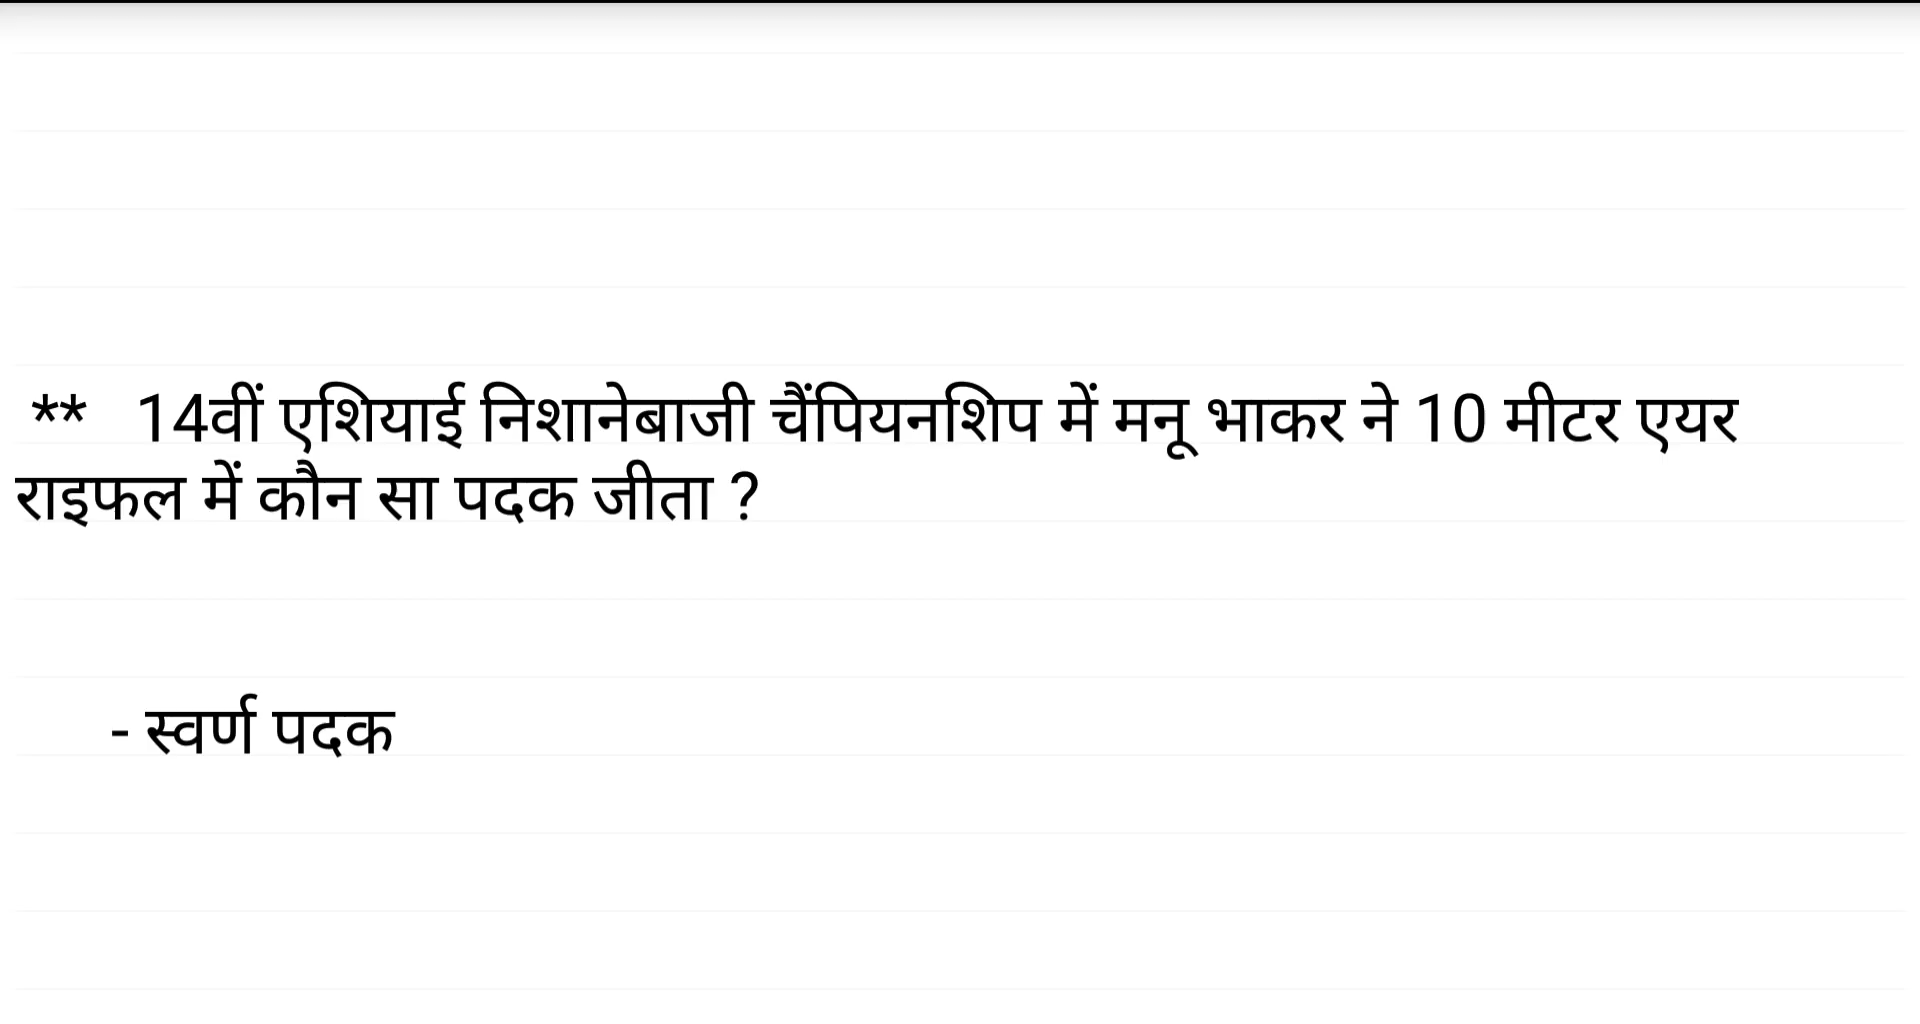 ** 14वीं एशियाई निशानेबाजी चैंपियनशिप में मनू भाकर ने 10 मीटर एयर
राइफल में कौन सा पदक जीता ?
- स्वर्ण पदक